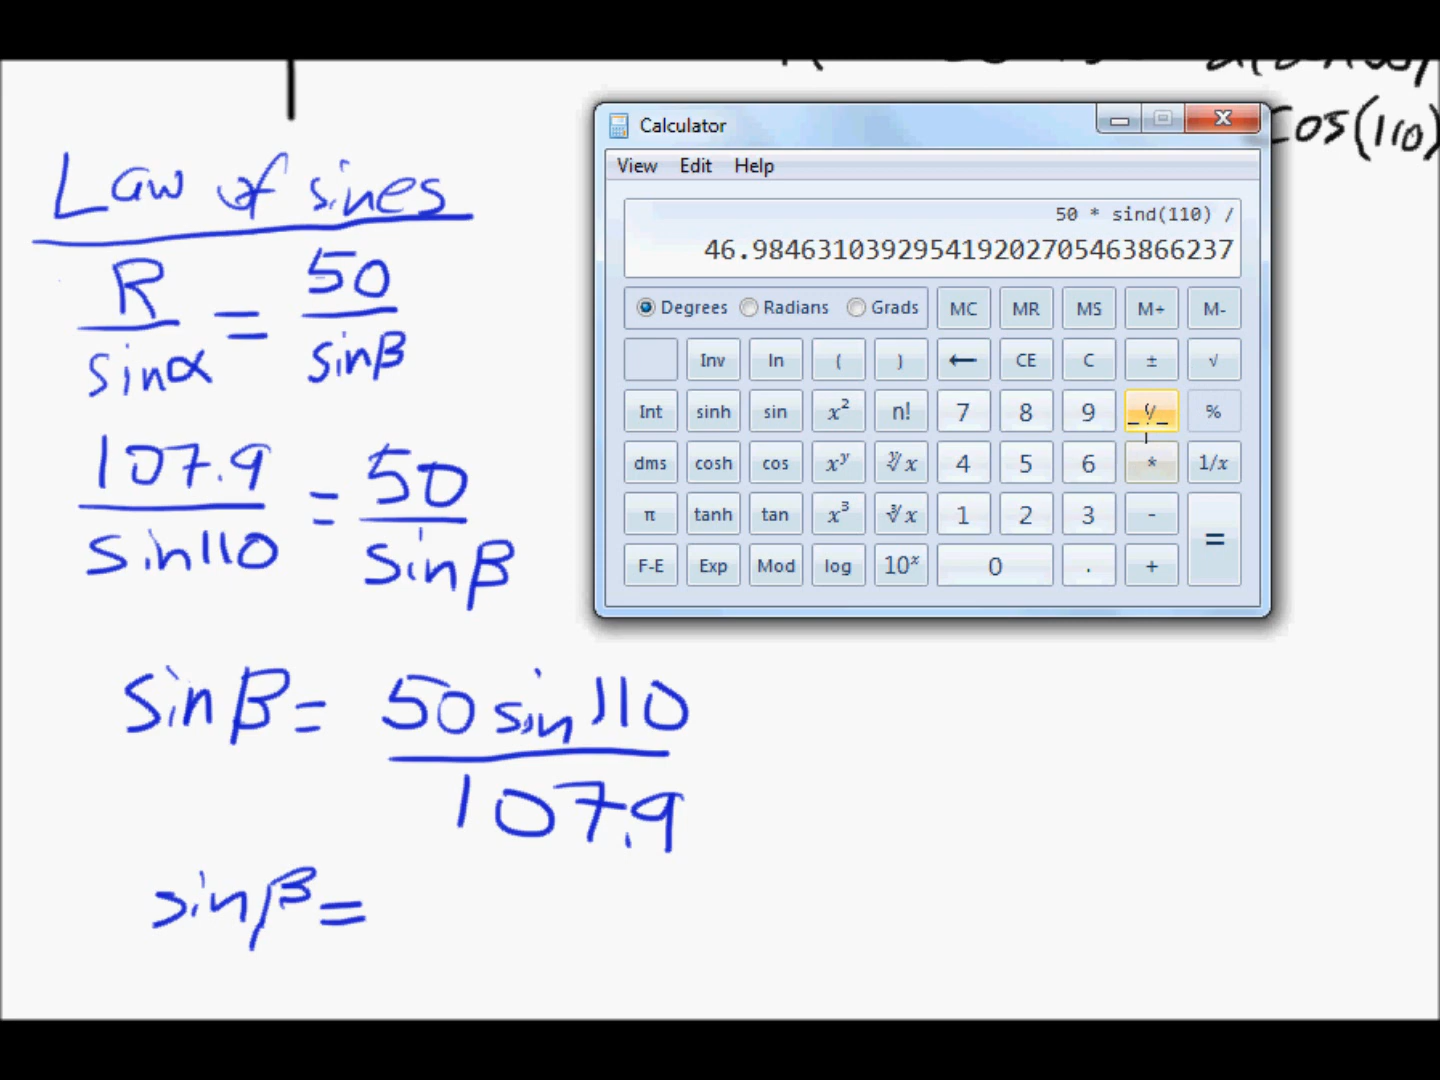 cos(110)
Law of sines
R/sinα = 50/sinβ
107.9/sin110 = 50/sinβ
sinβ = 50 sin110/107.9
sinβ =
Calculator
View Edit Help
50 * sind(110) /
46.984631039295419202705463866237
Degrees Radians Grads MC MR MS M+ M-
Inv ln ( ) ← CE C ± √
Int sinh sin x² n! 7 8 9 / %
dms cosh cos xʸ ʸ√x 4 5 6 * 1/x
π tanh tan x³ ³√x 1 2 3 - =
F-E Exp Mod log 10ˣ 0 . +